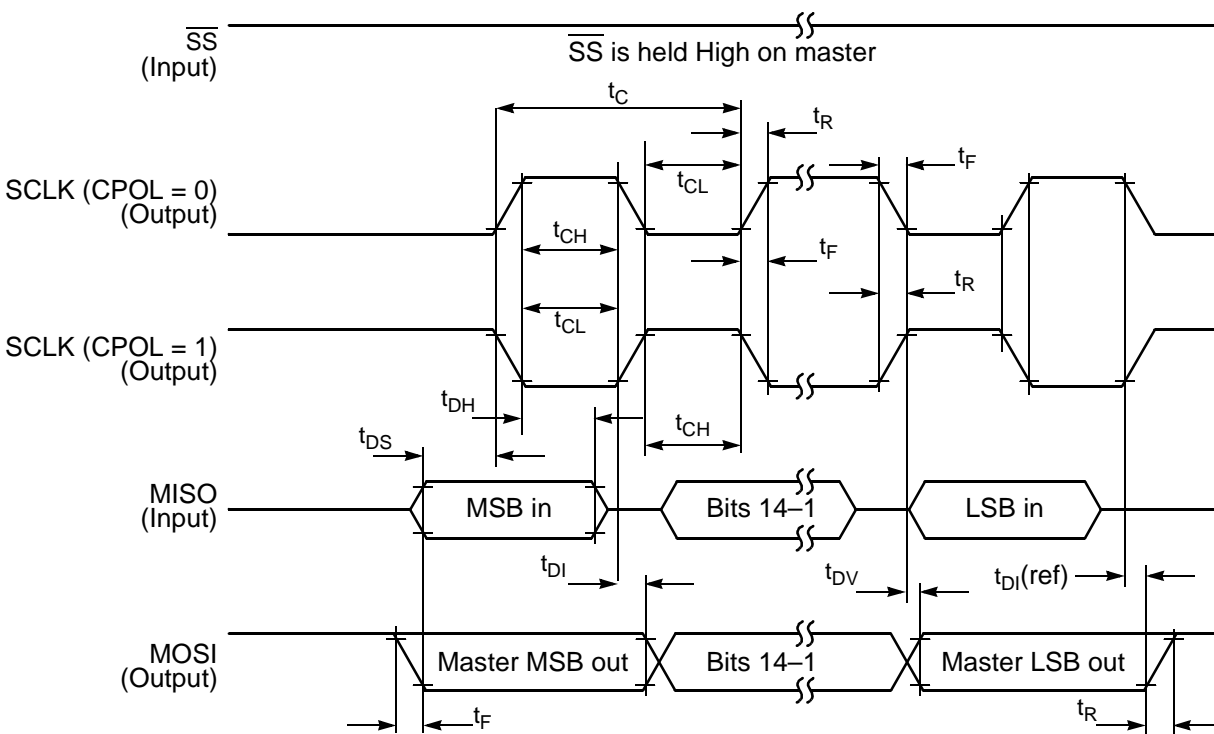 SS
(Input)
SS is held High on master
tC
tR
tCL
tF
SCLK (CPOL = 0)
(Output)
tCH
tF
tR
tCL
SCLK (CPOL = 1)
(Output)
tDH
tCH
tDS
MISO
(Input)
MSB in
Bits 14–1
LSB in
tDI
tDV
tDI(ref)
MOSI
(Output)
Master MSB out
Bits 14–1
Master LSB out
tF
tR